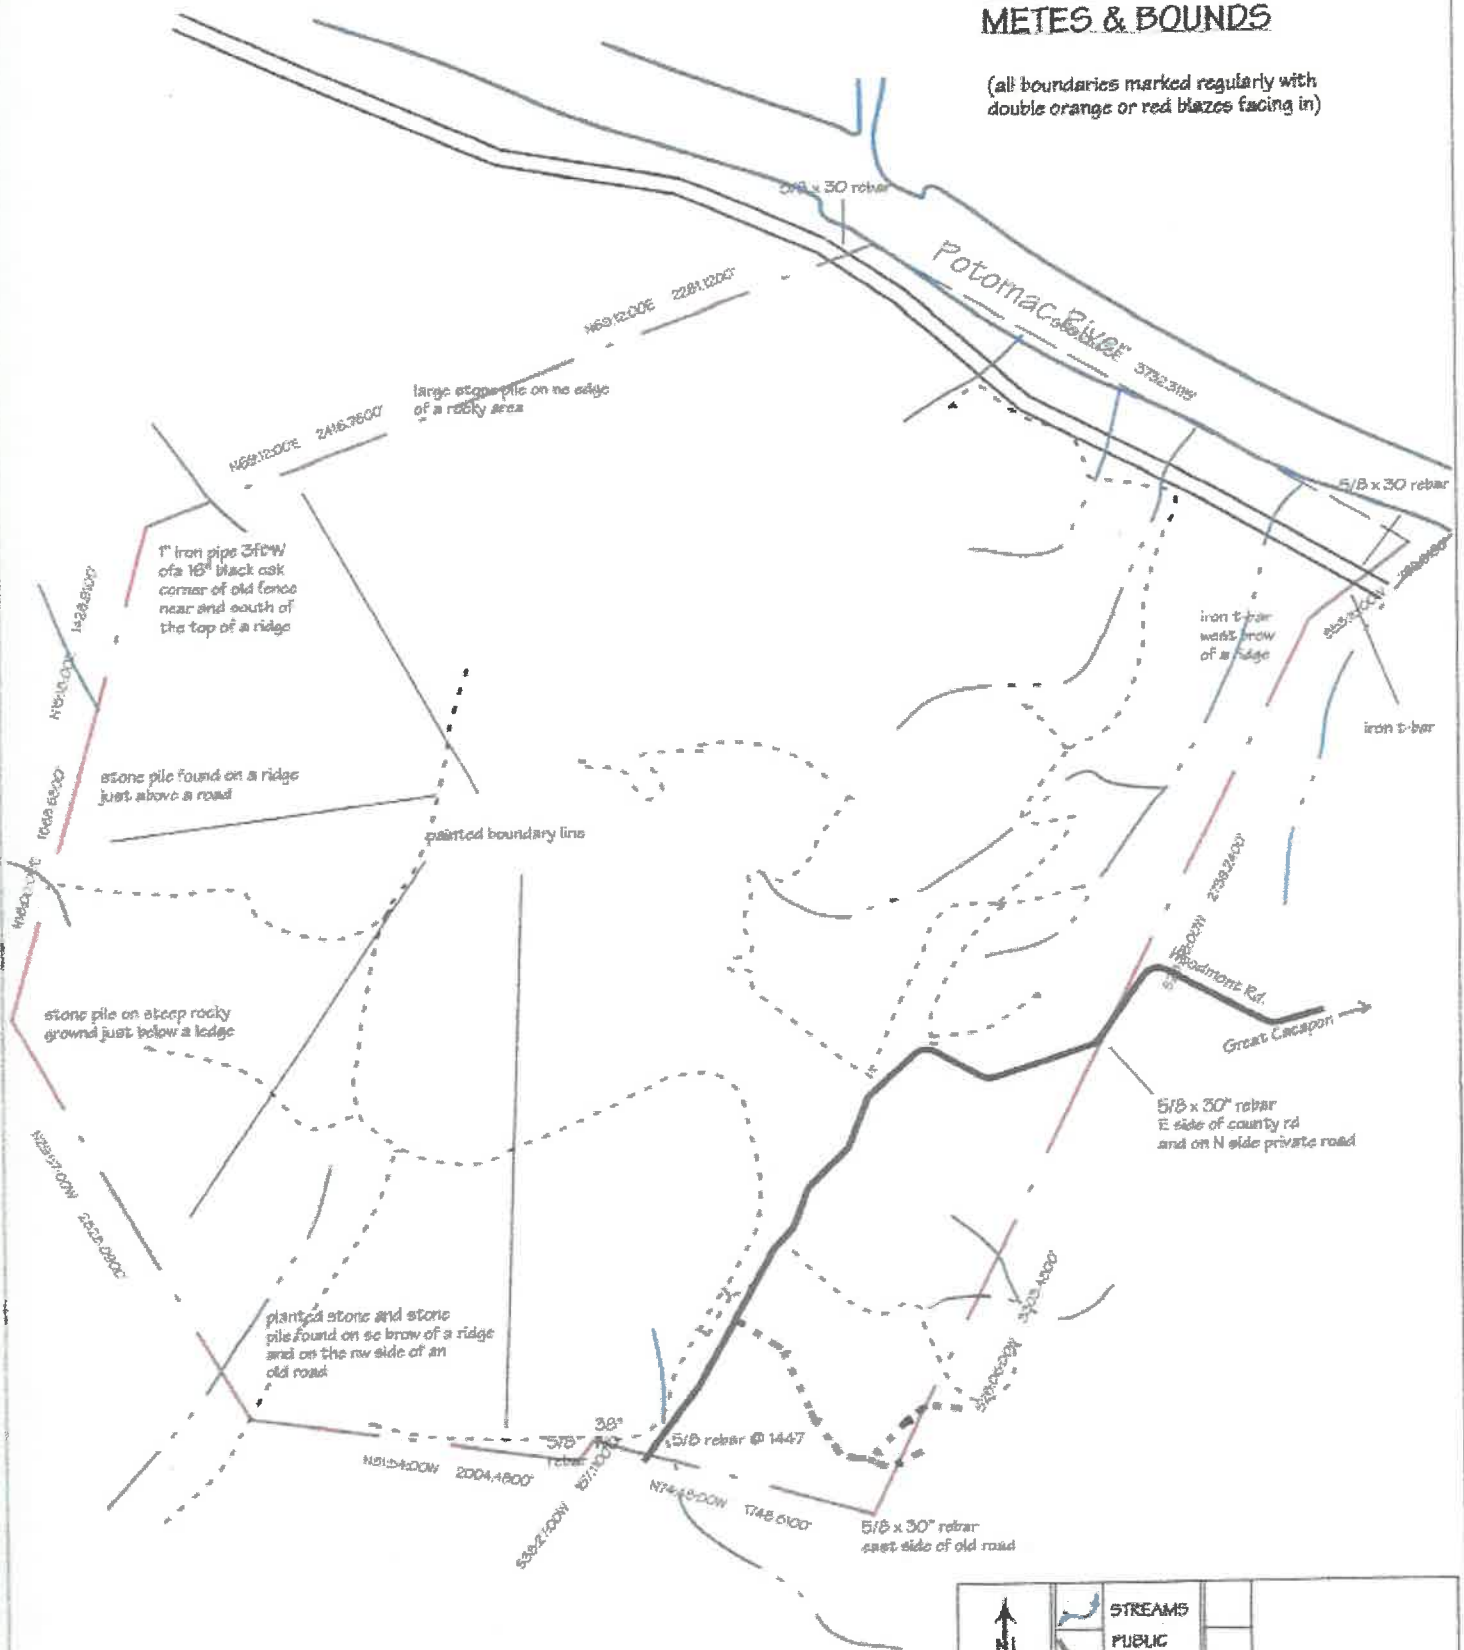 METES & BOUNDS
(all boundaries marked regularly with
double orange or red blazes facing in)
5/8 x 30 rebar
Potomac River
3732.3115'
N69:12:00E 2281.1200'
large stone pile on ne edge
of a rocky area
N69:12:00E 2416.7600'
5/8 x 30 rebar
1" iron pipe 3ft W
of a 16" black oak
corner of old fence
near and south of
the top of a ridge
iron t-bar
west brow
of a ridge
iron t-bar
stone pile found on a ridge
just above a road
painted boundary line
2759.2400'
Woodmont Rd.
Great Cacapon
stone pile on steep rocky
ground just below a ledge
5/8 x 30" rebar
E side of county rd
and on N side private road
planted stone and stone
pile found on se brow of a ridge
and on the nw side of an
old road
5/8"
rebar
38"
5/8 rebar @ 1447
N81:54:00W 2004.4800'
S38:27:00W
N74:48:00W 1748.6100'
5/8 x 30" rebar
east side of old road
STREAMS
PUBLIC